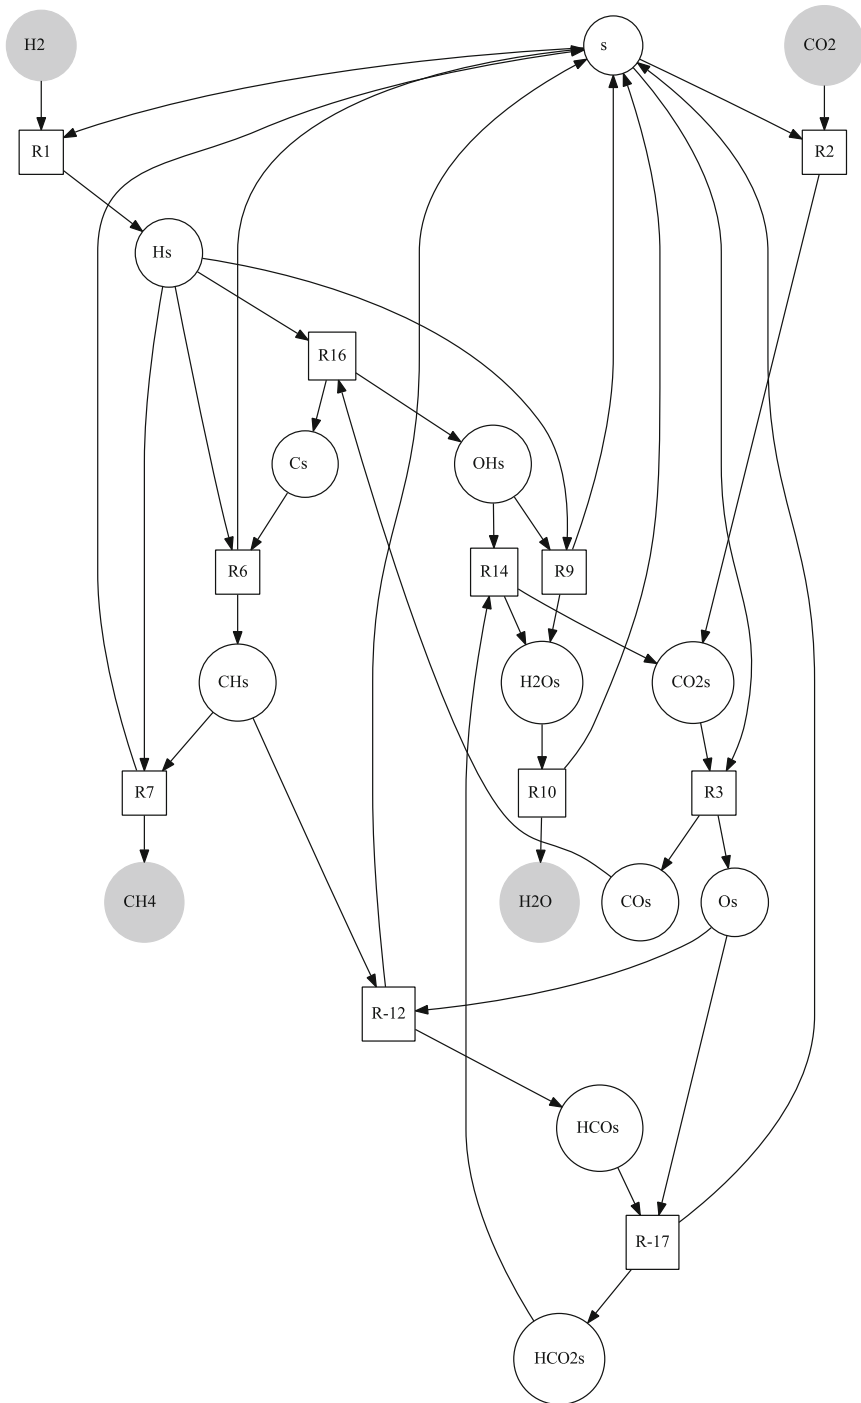 H2
s
CO2
R1
R2
Hs
R16
Cs
OHs
R6
R14
R9
CHs
H2Os
CO2s
R7
R10
R3
CH4
H2O
COs
Os
R-12
HCOs
R-17
HCO2s